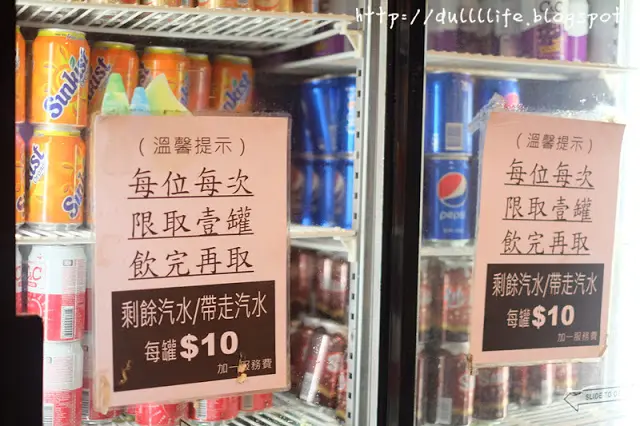 http://dullllife.blogspot
Sunkist
Sunkist
Sunkist
(溫馨提示)
每位每次
限取壹罐
飲完再取
剩餘汽水/帶走汽水
每罐$10
加一服務費
pepsi
(溫馨提示)
每位每次
限取壹罐
飲完再取
剩餘汽水/帶走汽水
每罐$10
加一服務費
SLIDE TO